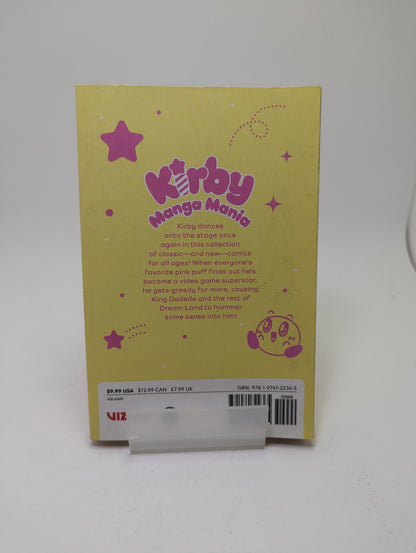 Kirby
Manga Mania
Kirby dances
onto the stage once
again in this collection
of classic—and new—comics
for all ages! When everyone's
favorite pink puff finds out he's
become a video game superstar,
he gets greedy for more, causing
King Dedede and the rest of
Dream Land to hammer
some sense into him!
$9.99 USA $12.99 CAN £7.99 UK
ISBN: 978-1-9747-2236-5
viz.com
VIZ